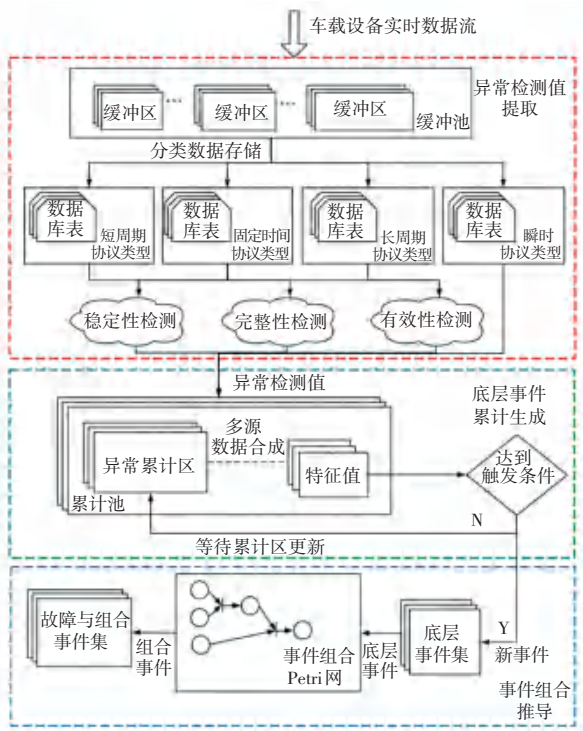 车载设备实时数据流
异常检测值
提取
缓冲区
...
缓冲区
...
缓冲区
缓冲池
分类数据存储
数据
库表
短周期
协议类型
数据
库表
固定时间
协议类型
数据
库表
长周期
协议类型
数据
库表
瞬时
协议类型
稳定性检测
完整性检测
有效性检测
异常检测值
底层事件
累计生成
多源
数据合成
异常累计区
特征值
累计池
达到
触发条件
N
等待累计区更新
故障与组合
事件集
组合
事件
事件组合
Petri网
底层
事件
底层
事件集
Y
新事件
事件组合
推导